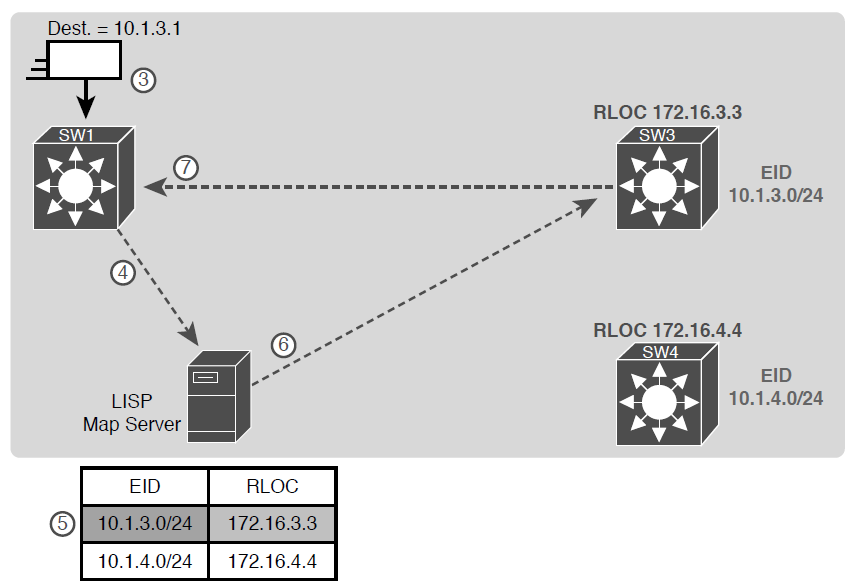 Dest. = 10.1.3.1
③
SW1
⑦
④
LISP
Map Server
⑥
RLOC 172.16.3.3
SW3
EID
10.1.3.0/24
RLOC 172.16.4.4
SW4
EID
10.1.4.0/24
EID RLOC
⑤ 10.1.3.0/24 172.16.3.3
10.1.4.0/24 172.16.4.4